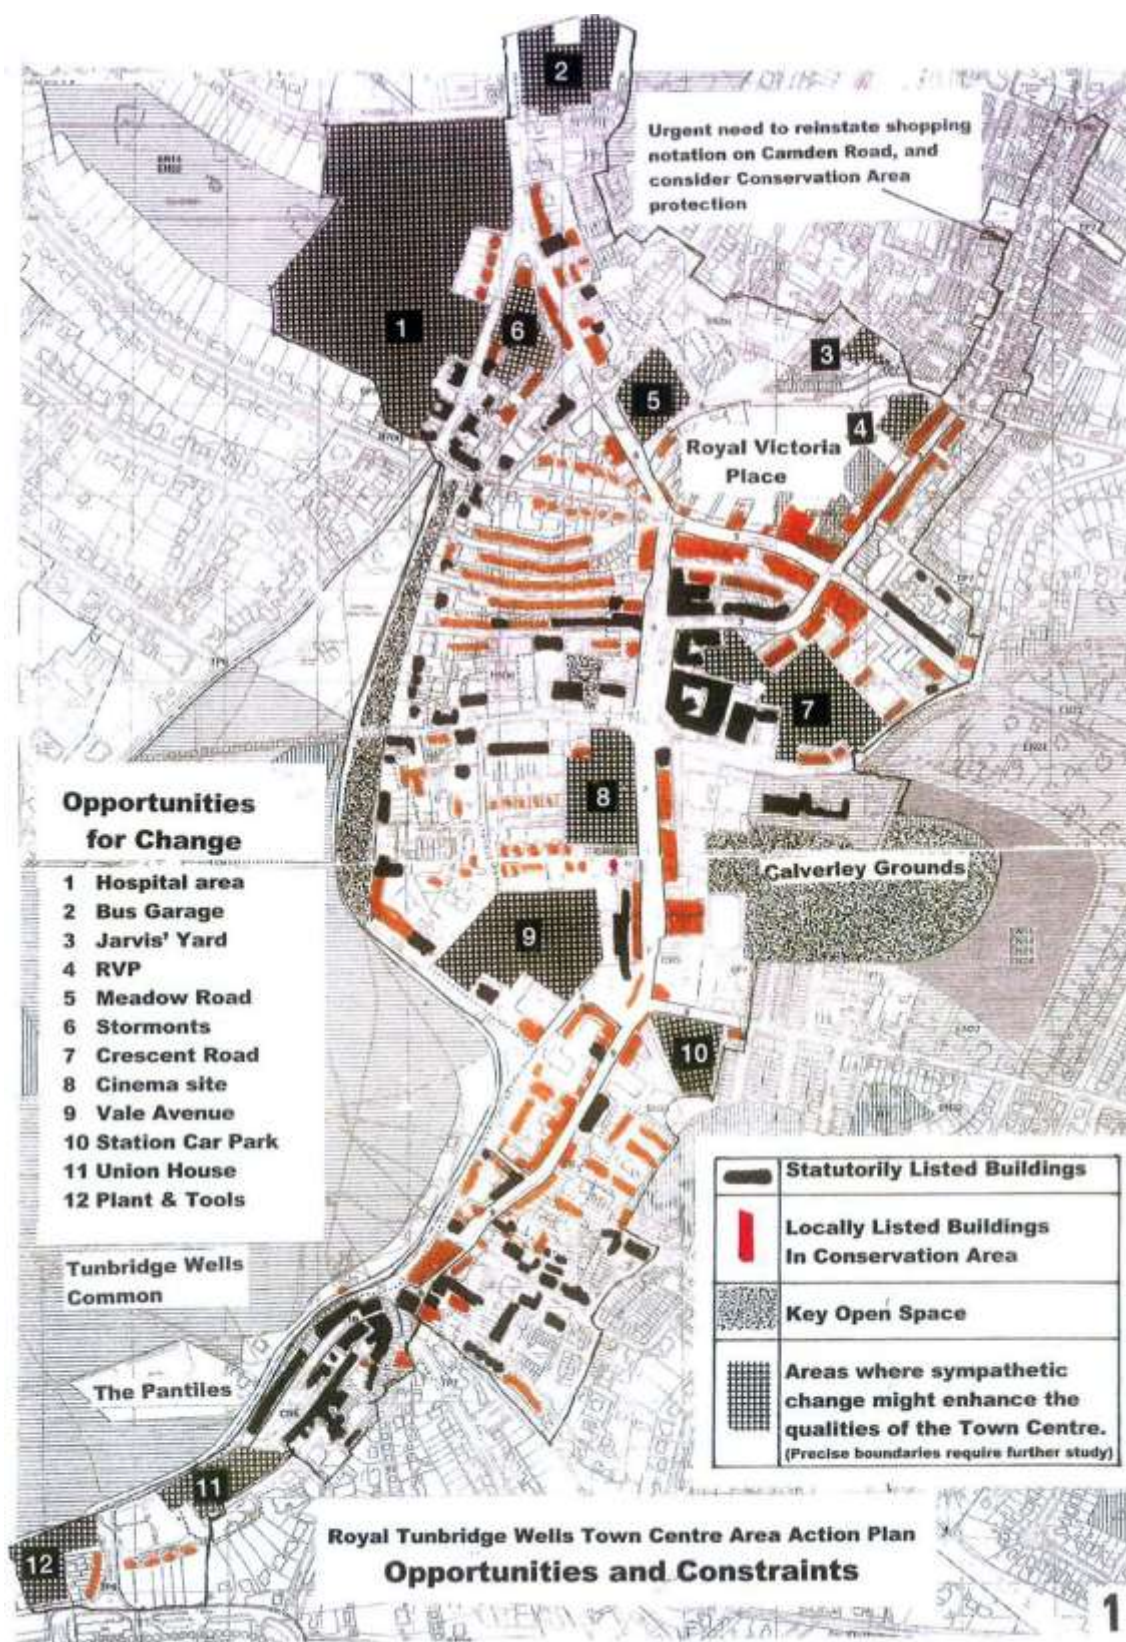 2
Urgent need to reinstate shopping
notation on Camden Road, and
consider Conservation Area
protection
1
6
3
5
4
Royal Victoria
Place
7
Opportunities
for Change
1 Hospital area
2 Bus Garage
3 Jarvis' Yard
4 RVP
5 Meadow Road
6 Stormonts
7 Crescent Road
8 Cinema site
9 Vale Avenue
10 Station Car Park
11 Union House
12 Plant & Tools
8
Calverley Grounds
9
10
Statutorily Listed Buildings
Locally Listed Buildings
In Conservation Area
Key Open Space
Areas where sympathetic
change might enhance the
qualities of the Town Centre.
(Precise boundaries require further study)
Tunbridge Wells
Common
The Pantiles
11
12
Royal Tunbridge Wells Town Centre Area Action Plan
Opportunities and Constraints
1